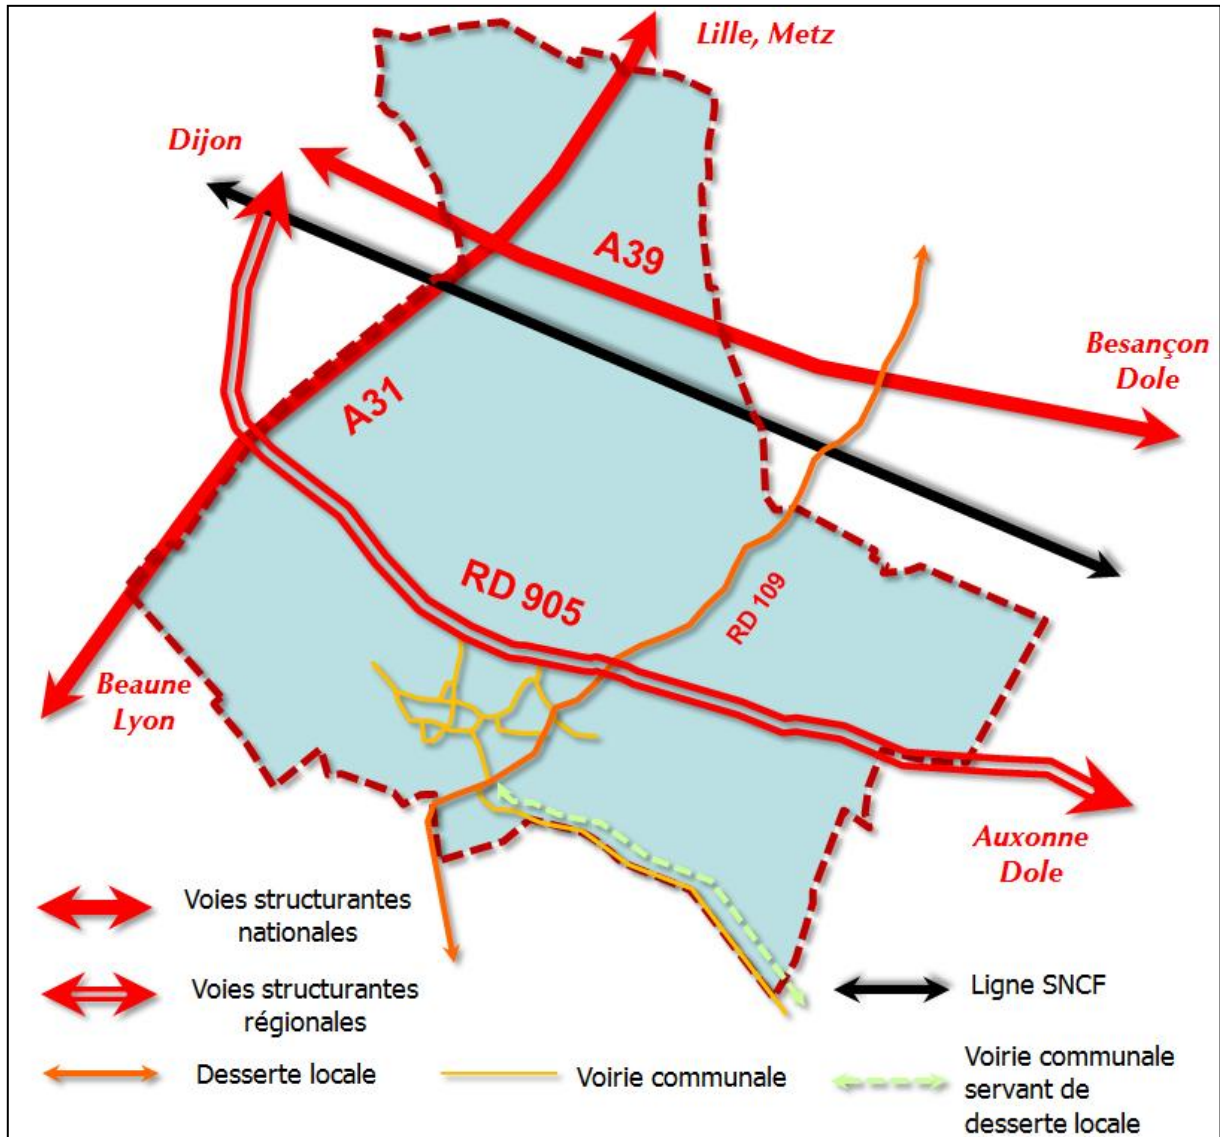 Lille, Metz
Dijon
A39
Besançon
Dole
A31
RD 905
RD 109
Beaune
Lyon
Auxonne
Dole
Voies structurantes
nationales
Voies structurantes
régionales
Ligne SNCF
Desserte locale
Voirie communale
Voirie communale
servant de
desserte locale